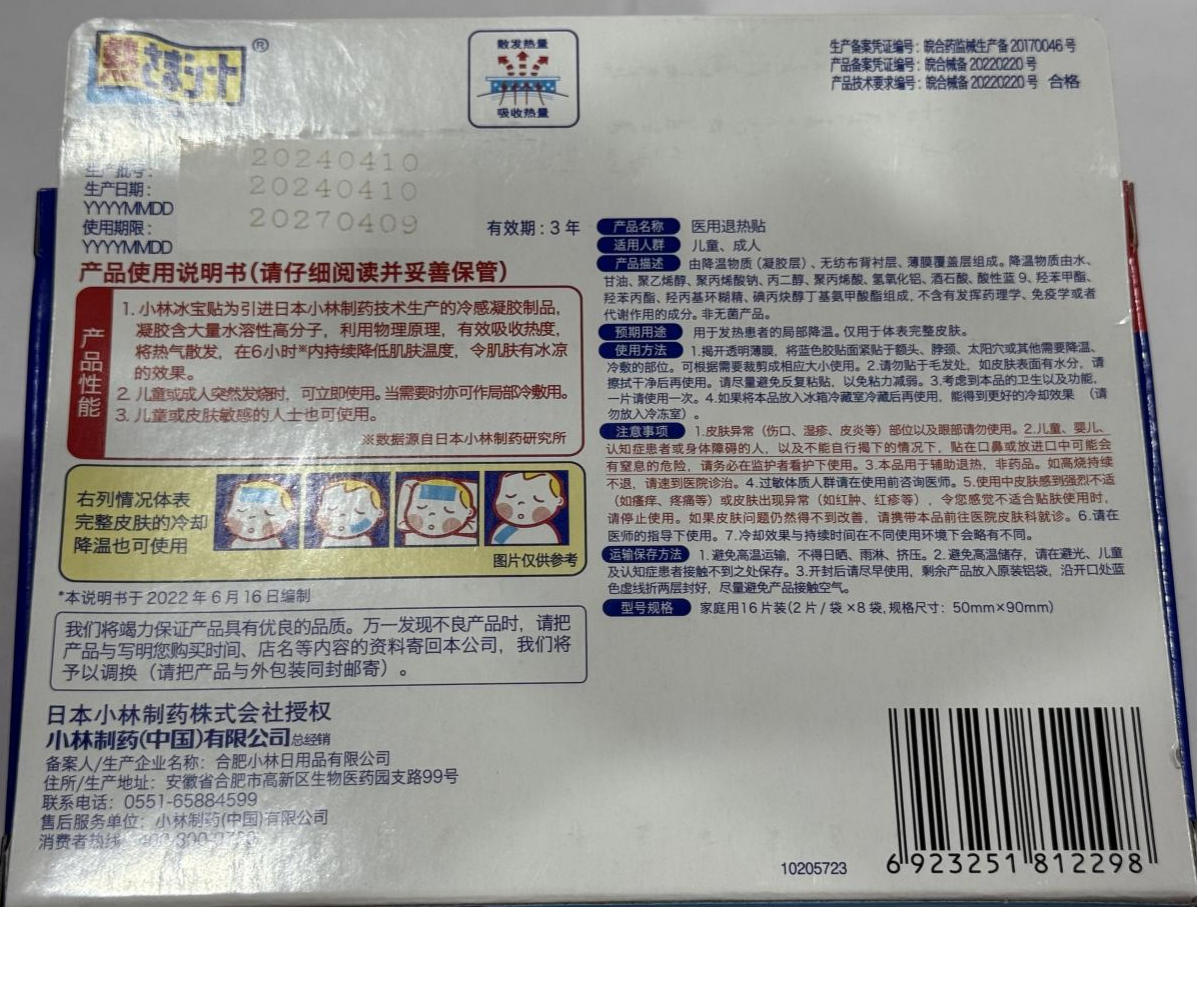 ®
散发热量
吸收热量
生产备案凭证编号：皖合药监械生产备 20170046 号
产品备案凭证编号：皖合械备 20220220 号
产品技术要求编号：皖合械备 20220220 号 合格
生产批号： 20240410
生产日期： 20240410
YYYYMMDD
使用期限： 20270409
YYYYMMDD
有效期：3 年
产品使用说明书（请仔细阅读并妥善保管）
产品性能
1. 小林冰宝贴为引进日本小林制药技术生产的冷感凝胶制品，
凝胶含大量水溶性高分子，利用物理原理，有效吸收热度，
将热气散发，在6小时※内持续降低肌肤温度，令肌肤有冰凉
的效果。
2. 儿童或成人突然发烧时，可立即使用。当需要时亦可作局部冷敷用。
3. 儿童或皮肤敏感的人士也可使用。
※数据源自日本小林制药研究所
右列情况体表
完整皮肤的冷却
降温也可使用
图片仅供参考
*本说明书于 2022 年 6 月 16 日编制
我们将竭力保证产品具有优良的品质。万一发现不良产品时，请把
产品与写明您购买时间、店名等内容的资料寄回本公司，我们将
予以调换（请把产品与外包装同封邮寄）。
日本小林制药株式会社授权
小林制药(中国)有限公司总经销
备案人/生产企业名称：合肥小林日用品有限公司
住所/生产地址：安徽省合肥市高新区生物医药园支路99号
联系电话：0551-65884599
售后服务单位：小林制药(中国)有限公司
消费者热线
产品名称 医用退热贴
适用人群 儿童、成人
产品描述 由降温物质（凝胶层）、无纺布背衬层、薄膜覆盖层组成。降温物质由水、
甘油、聚乙烯醇、聚丙烯酸钠、丙二醇、聚丙烯酸、氢氧化铝、酒石酸、酸性蓝 9、羟苯甲酯、
羟苯丙酯、羟丙基环糊精、碘丙炔醇丁基氨甲酸酯组成，不含有发挥药理学、免疫学或者
代谢作用的成分。非无菌产品。
预期用途 用于发热患者的局部降温。仅用于体表完整皮肤。
使用方法 1.揭开透明薄膜，将蓝色胶贴面紧贴于额头、脖颈、太阳穴或其他需要降温、
冷敷的部位。可根据需要裁剪成相应大小使用。2.请勿贴于毛发处，如皮肤表面有水分，请
擦拭干净后再使用。请尽量避免反复粘贴，以免粘力减弱。3.考虑到本品的卫生以及功能，
一片请使用一次。4.如果将本品放入冰箱冷藏室冷藏后再使用，能得到更好的冷却效果 （请
勿放入冷冻室）。
注意事项 1.皮肤异常（伤口、湿疹、皮炎等）部位以及眼部请勿使用。2.儿童、婴儿、
认知症患者或身体障碍的人，以及不能自行揭下的情况下，贴在口鼻或放进口中可能会
有窒息的危险，请务必在监护者看护下使用。3.本品用于辅助退热，非药品。如高烧持续
不退，请速到医院诊治。4.过敏体质人群请在使用前咨询医师。5.使用中皮肤感到强烈不适
（如瘙痒、疼痛等）或皮肤出现异常（如红肿、红疹等），令您感觉不适合贴肤使用时，
请停止使用。如果皮肤问题仍然得不到改善，请携带本品前往医院皮肤科就诊。6.请在
医师的指导下使用。7.冷却效果与持续时间在不同使用环境下会略有不同。
运输保存方法 1. 避免高温运输，不得日晒、雨淋、挤压。2. 避免高温储存，请在避光、儿童
及认知症患者接触不到之处保存。3.开封后请尽早使用，剩余产品放入原装铝袋，沿开口处蓝
色虚线折两层封好，尽量避免产品接触空气。
型号规格 家庭用16片装(2 片 / 袋 ×8 袋, 规格尺寸：50mm×90mm)
10205723
6 923251 812298